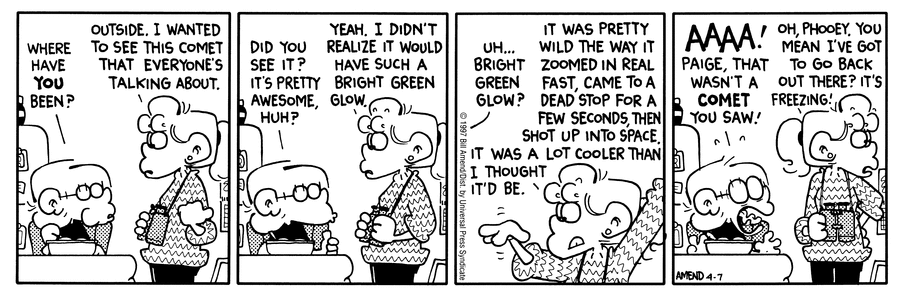 WHERE
HAVE
YOU
BEEN?
OUTSIDE. I WANTED
TO SEE THIS COMET
THAT EVERYONE'S
TALKING ABOUT.
DID YOU
SEE IT?
IT'S PRETTY
AWESOME,
HUH?
YEAH. I DIDN'T
REALIZE IT WOULD
HAVE SUCH A
BRIGHT GREEN
GLOW.
UH...
BRIGHT
GREEN
GLOW?
IT WAS PRETTY
WILD THE WAY IT
ZOOMED IN REAL
FAST, CAME TO A
DEAD STOP FOR A
FEW SECONDS, THEN
SHOT UP INTO SPACE.
IT WAS A LOT COOLER THAN
I THOUGHT
IT'D BE.
© 1997 Bill Amend/Dist. by Universal Press Syndicate
AAAA!
PAIGE, THAT
WASN'T A
COMET
YOU SAW!
OH, PHOOEY. YOU
MEAN I'VE GOT
TO GO BACK
OUT THERE? IT'S
FREEZING!
AMEND 4-7